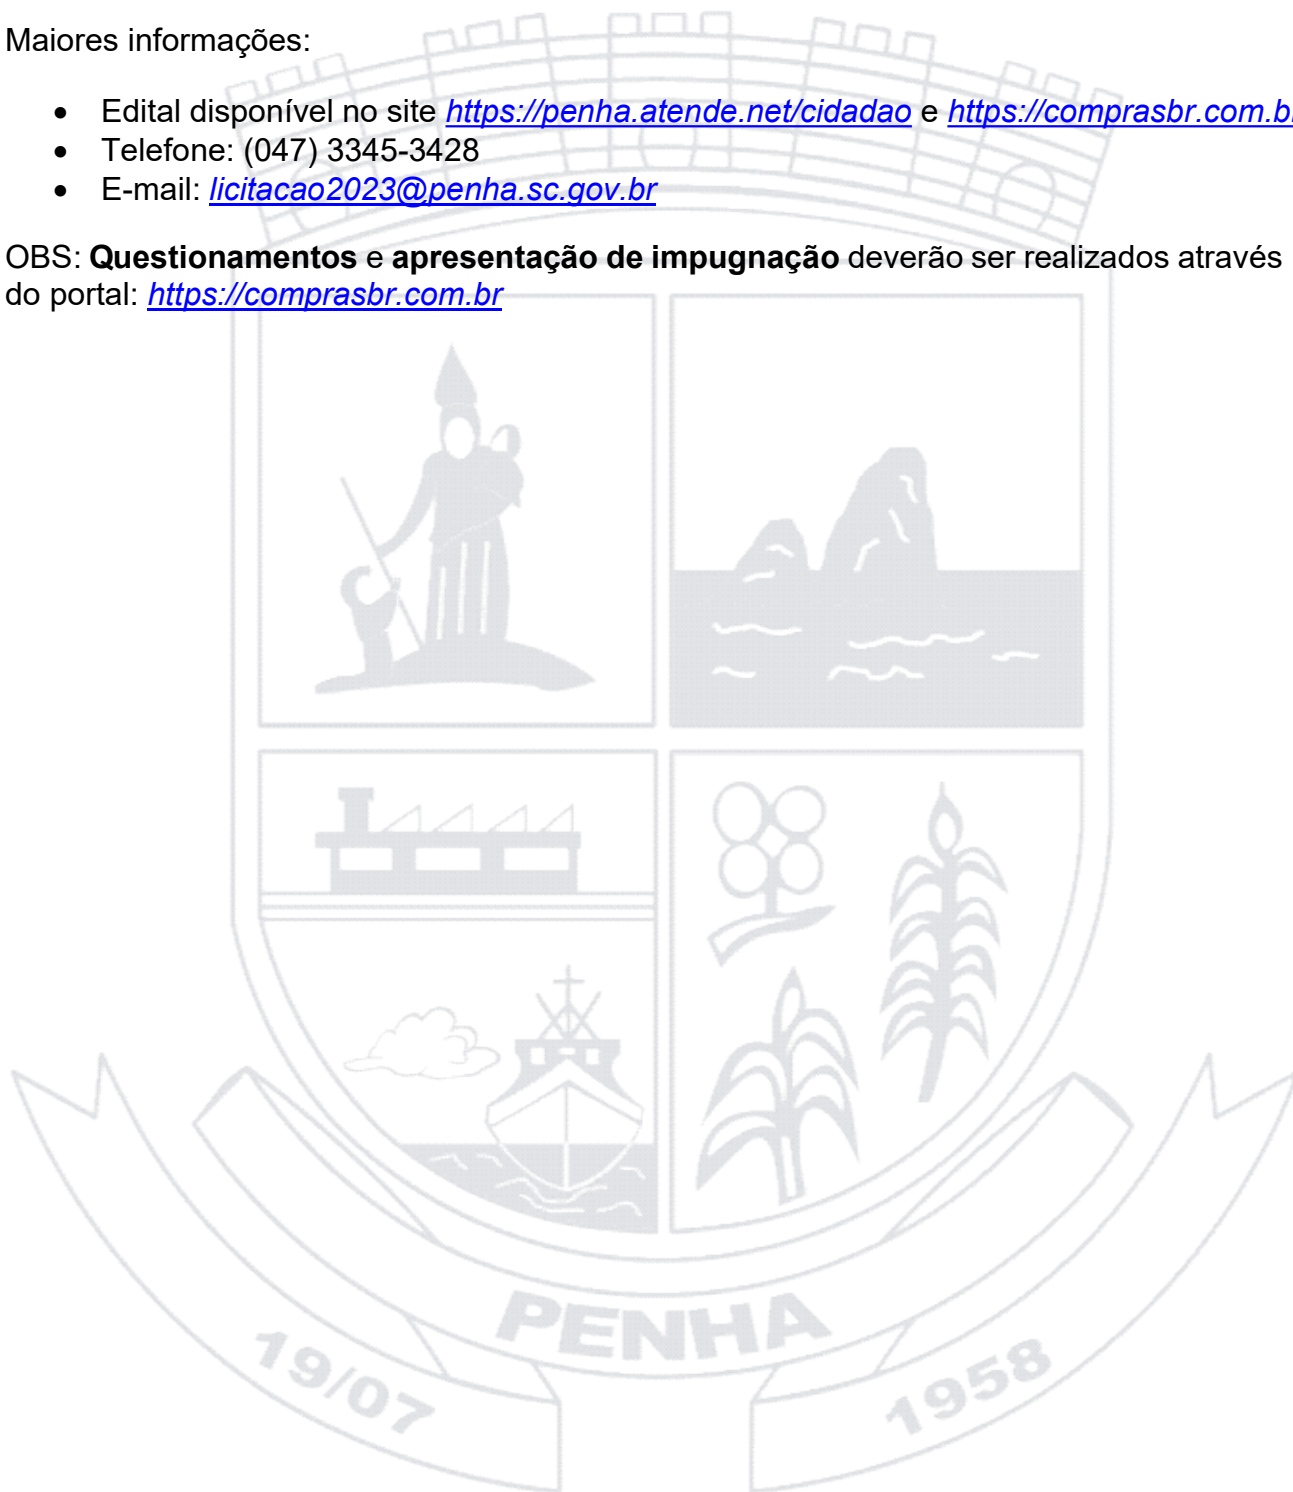 Maiores informações:
• Edital disponível no site https://penha.atende.net/cidadao e https://comprasbr.com.br
• Telefone: (047) 3345-3428
• E-mail: licitacao2023@penha.sc.gov.br
OBS: Questionamentos e apresentação de impugnação deverão ser realizados através
do portal: https://comprasbr.com.br
PENHA
19/07
1958